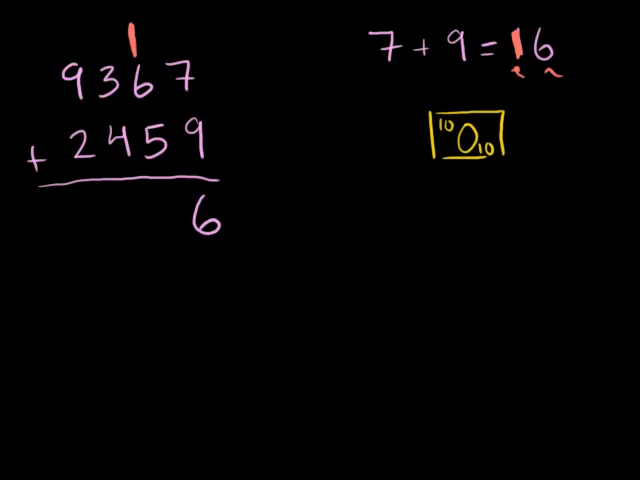 1
9367
+ 2459
6
7 + 9 = 16
10 0 10